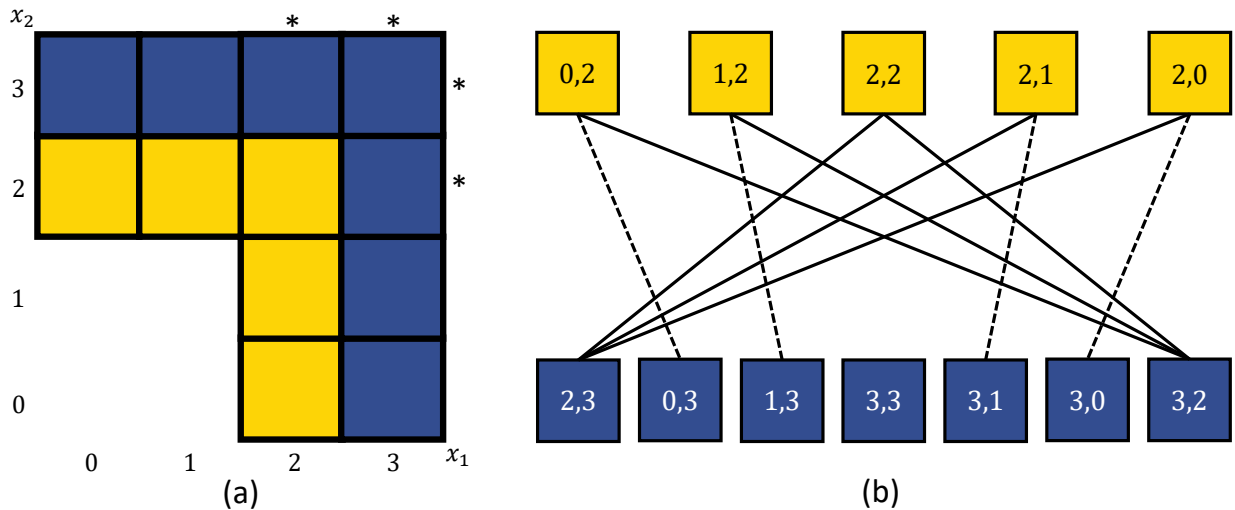 x₂ * *
3 *
2 *
1
0
0 1 2 3 x₁
(a)
0,2 1,2 2,2 2,1 2,0
2,3 0,3 1,3 3,3 3,1 3,0 3,2
(b)